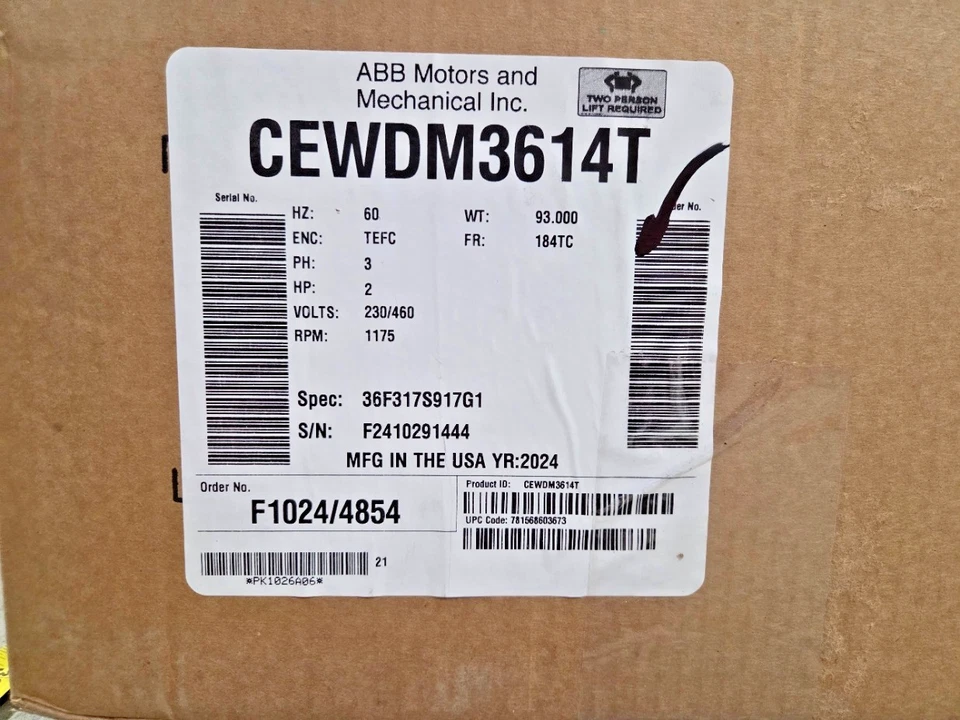 ABB Motors and
Mechanical Inc.
TWO PERSON
LIFT REQUIRED
CEWDM3614T
Serial No.
der No.
HZ: 60 WT: 93.000
ENC: TEFC FR: 184TC
PH: 3
HP: 2
VOLTS: 230/460
RPM: 1175
Spec: 36F317S917G1
S/N: F2410291444
MFG IN THE USA YR:2024
Order No.
F1024/4854
Product ID: CEWDM3614T
UPC Code: 781568603673
21
*PK1026A06*